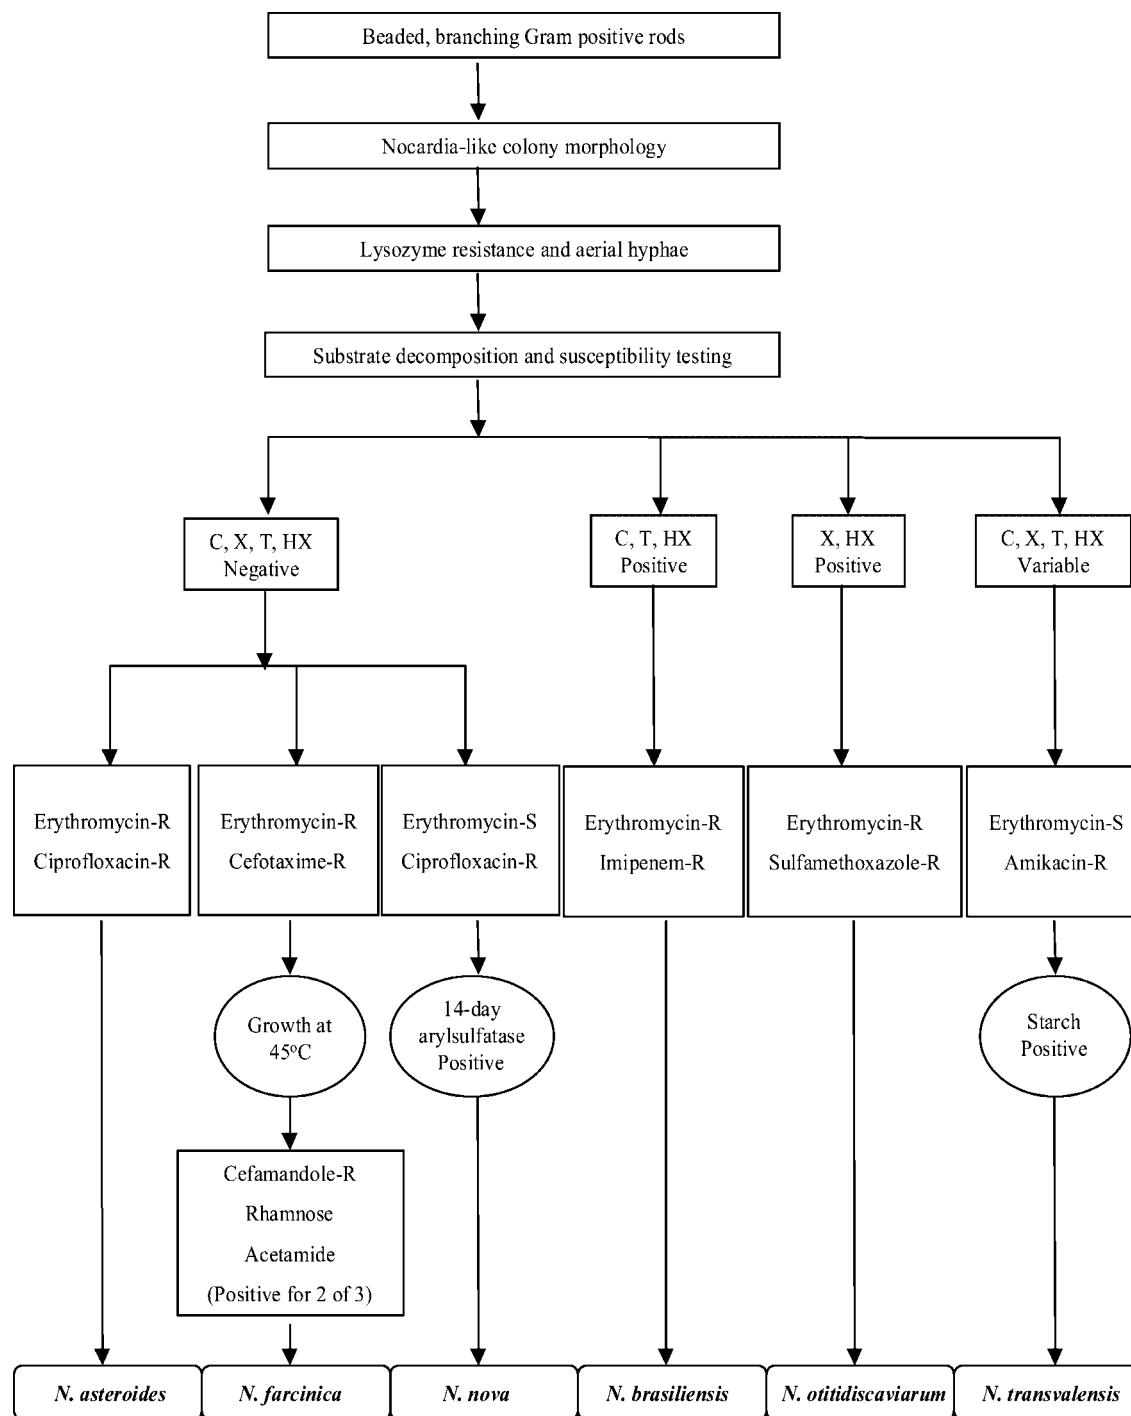 Beaded, branching Gram positive rods
Nocardia-like colony morphology
Lysozyme resistance and aerial hyphae
Substrate decomposition and susceptibility testing
C, X, T, HX
Negative
C, T, HX
Positive
X, HX
Positive
C, X, T, HX
Variable
Erythromycin-R
Ciprofloxacin-R
Erythromycin-R
Cefotaxime-R
Erythromycin-S
Ciprofloxacin-R
Erythromycin-R
Imipenem-R
Erythromycin-R
Sulfamethoxazole-R
Erythromycin-S
Amikacin-R
Growth at
45°C
14-day
arylsulfatase
Positive
Starch
Positive
Cefamandole-R
Rhamnose
Acetamide
(Positive for 2 of 3)
N. asteroides
N. farcinica
N. nova
N. brasiliensis
N. otitidiscaviarum
N. transvalensis